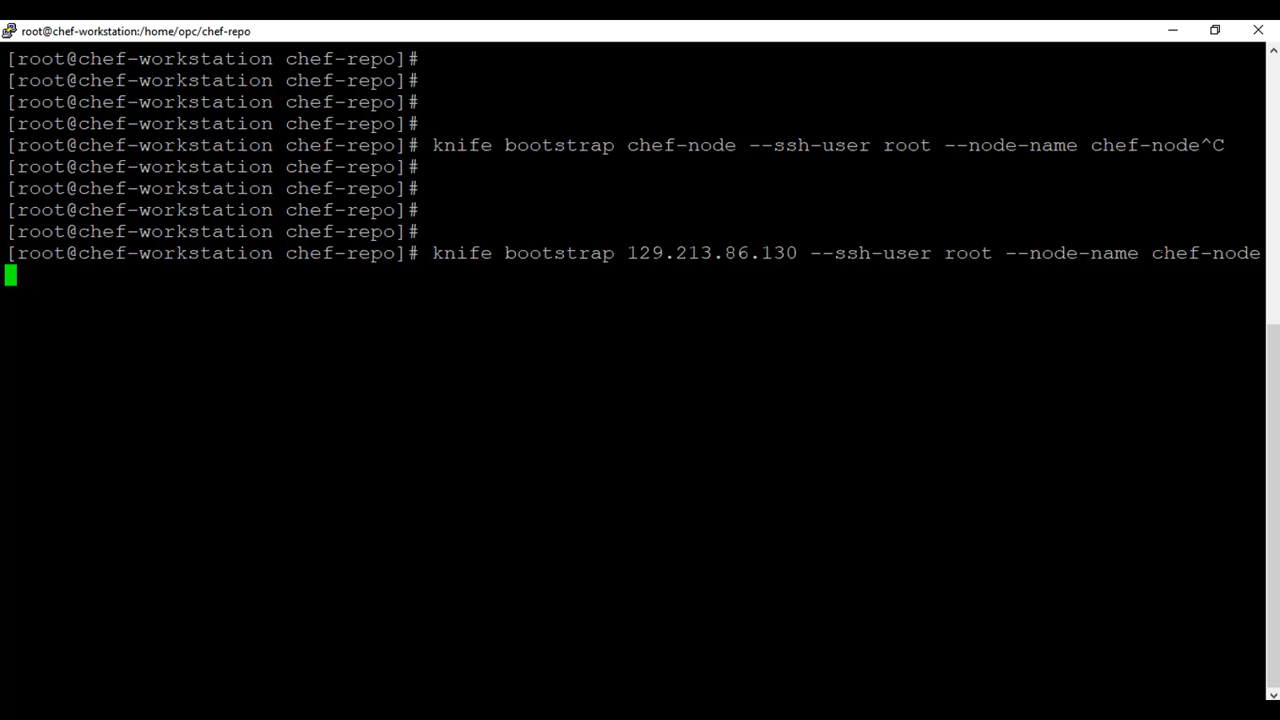 root@chef-workstation:/home/opc/chef-repo
[root@chef-workstation chef-repo]#
[root@chef-workstation chef-repo]#
[root@chef-workstation chef-repo]#
[root@chef-workstation chef-repo]#
[root@chef-workstation chef-repo]# knife bootstrap chef-node --ssh-user root --node-name chef-node^C
[root@chef-workstation chef-repo]#
[root@chef-workstation chef-repo]#
[root@chef-workstation chef-repo]#
[root@chef-workstation chef-repo]#
[root@chef-workstation chef-repo]# knife bootstrap 129.213.86.130 --ssh-user root --node-name chef-node